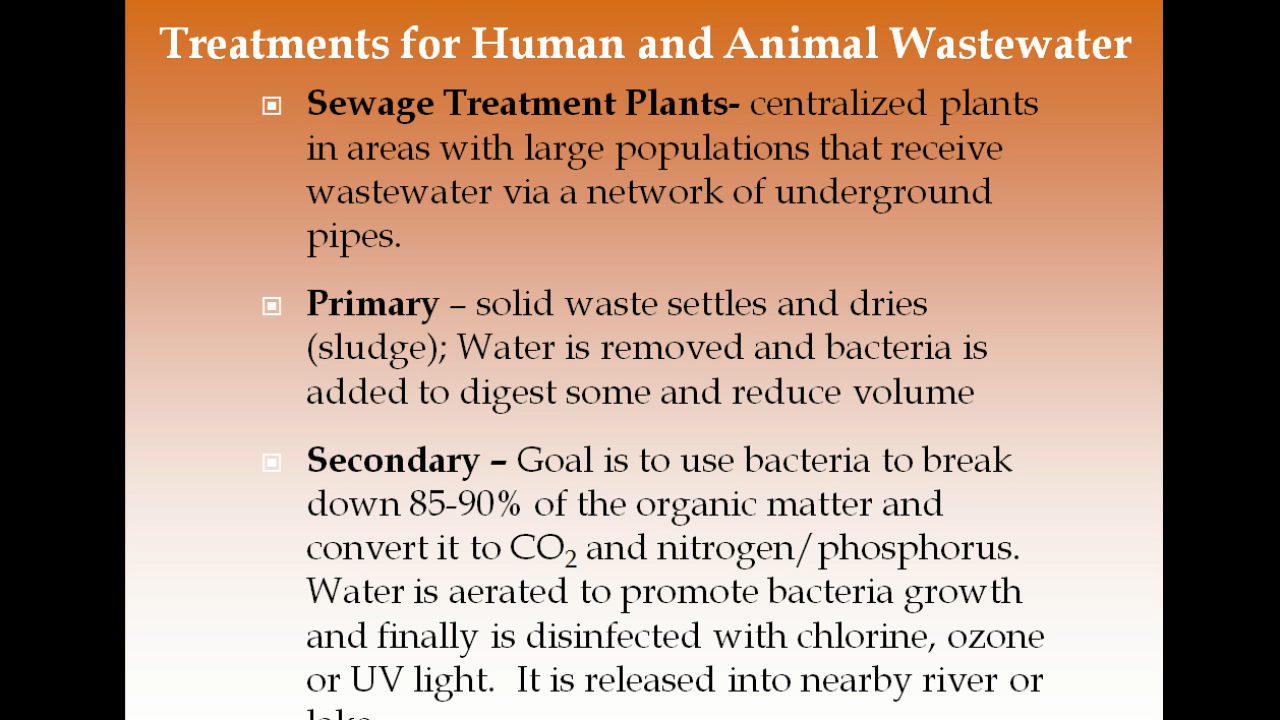 Treatments for Human and Animal Wastewater
Sewage Treatment Plants- centralized plants
in areas with large populations that receive
wastewater via a network of underground
pipes.
Primary – solid waste settles and dries
(sludge); Water is removed and bacteria is
added to digest some and reduce volume
Secondary – Goal is to use bacteria to break
down 85-90% of the organic matter and
convert it to CO₂ and nitrogen/phosphorus.
Water is aerated to promote bacteria growth
and finally is disinfected with chlorine, ozone
or UV light.  It is released into nearby river or